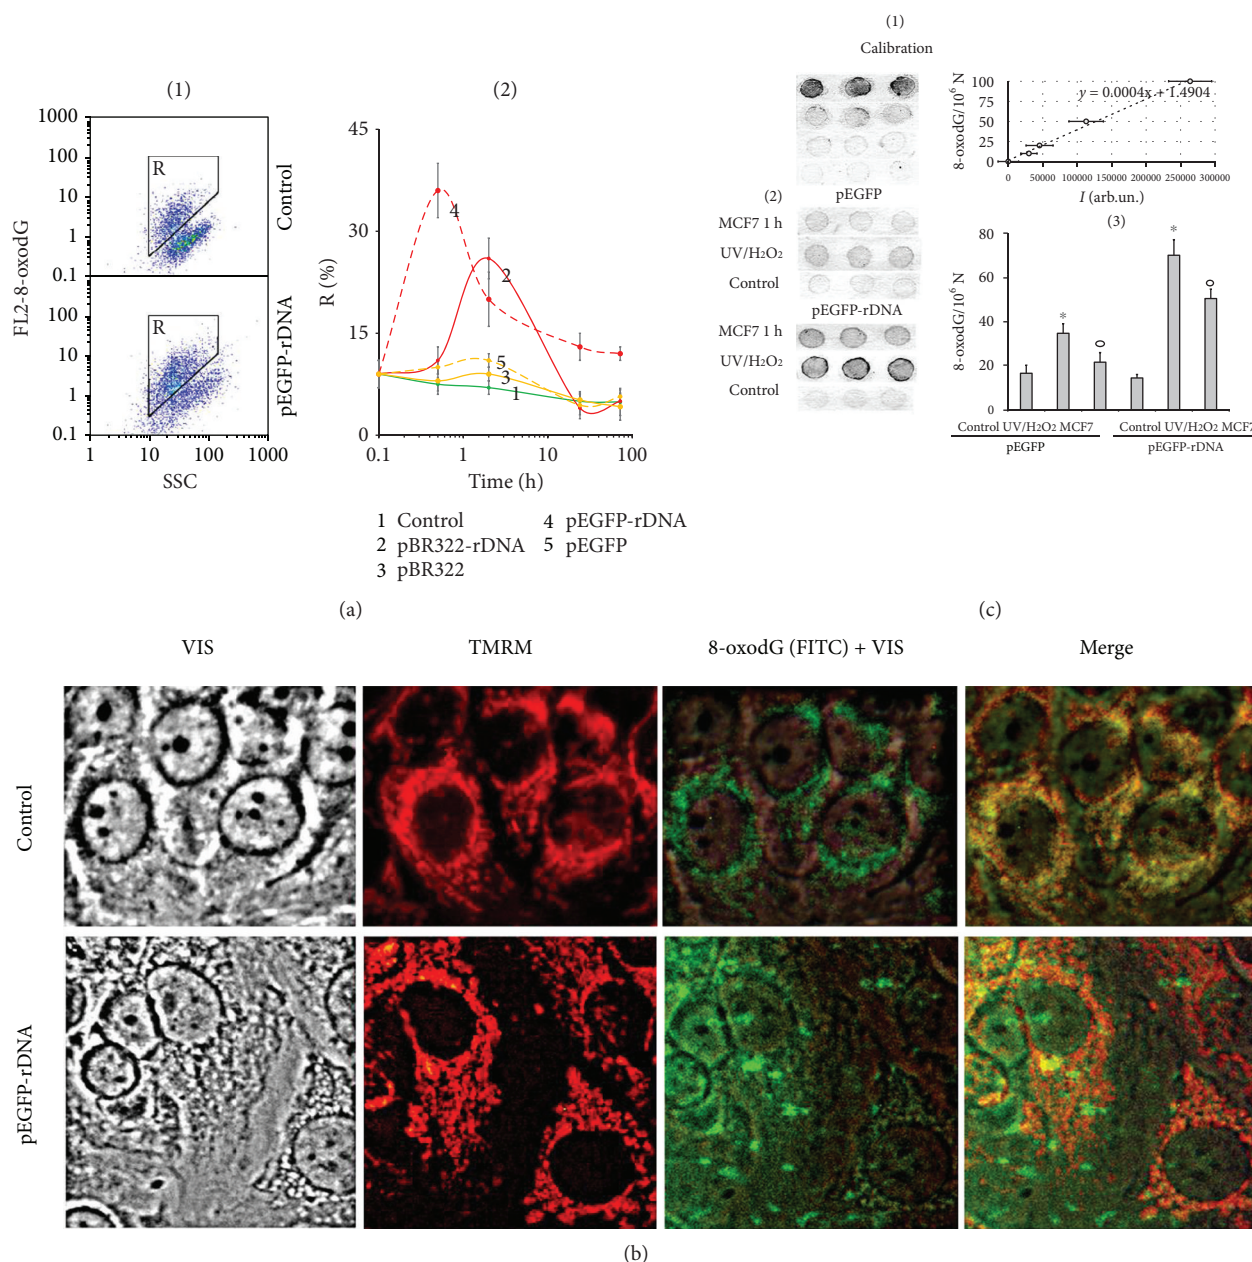 (1)
1000
100
10
1
0.1
R
Control
100
10
1
0.1
R
pEGFP-rDNA
FL2-8-oxodG
1 10 100 1000
SSC
(2)
45
30
15
0
R (%)
4
2
5
3
1
0.1 1 10 100
Time (h)
1 Control
2 pBR322-rDNA
3 pBR322
4 pEGFP-rDNA
5 pEGFP
(a)
(1)
Calibration
100
75
50
25
0
8-oxodG/10⁶ N
y = 0.0004x + 1.4904
0 50000 100000 150000 200000 250000 300000
I (arb.un.)
(2)
pEGFP
MCF7 1 h
UV/H2O2
Control
pEGFP-rDNA
MCF7 1 h
UV/H2O2
Control
(3)
80
60
40
20
0
8-oxodG/10⁶ N
*
*
Control UV/H2O2 MCF7
pEGFP
Control UV/H2O2 MCF7
pEGFP-rDNA
(c)
VIS
TMRM
8-oxodG (FITC) + VIS
Merge
Control
pEGFP-rDNA
(b)